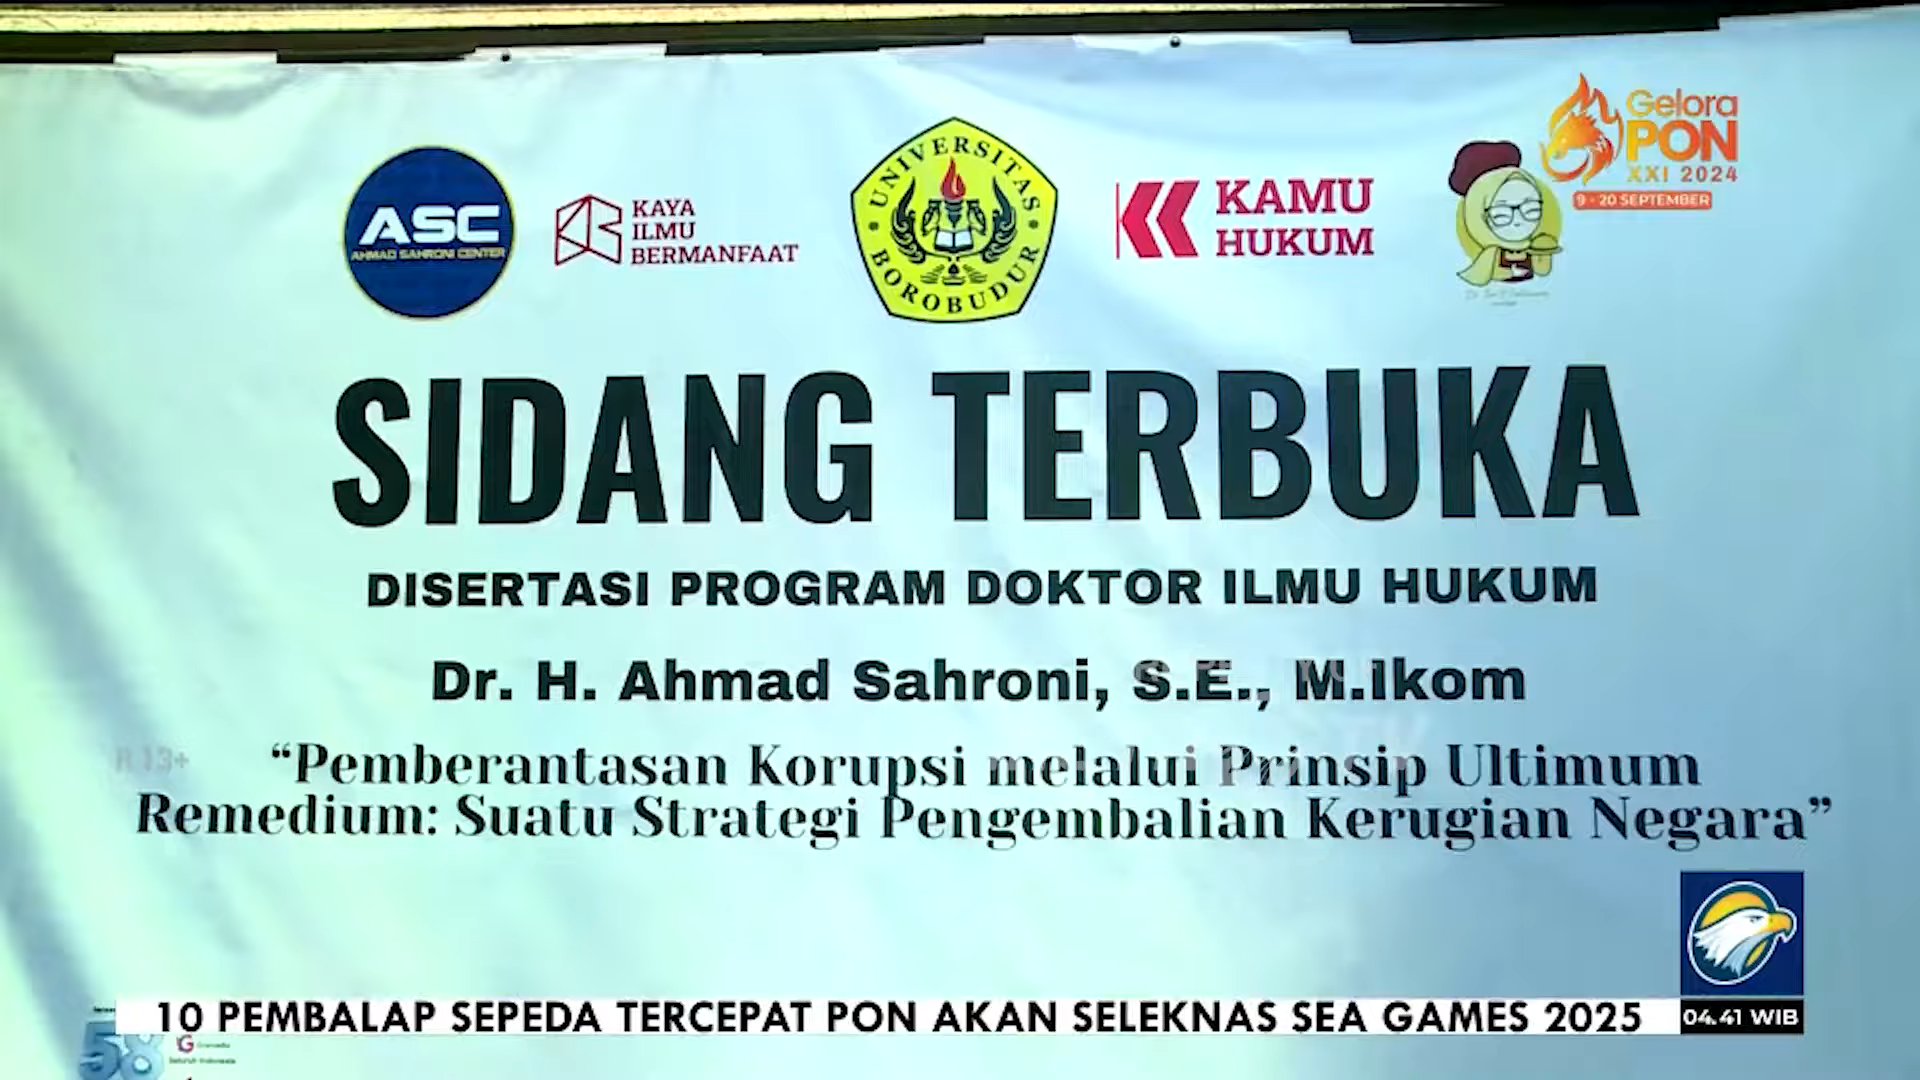 Gelora
PON
XXI 2024
9 - 20 SEPTEMBER
ASC
AHMAD SAHRONI CENTER
KAYA
ILMU
BERMANFAAT
UNIVERSITAS
BOROBUDUR
KAMU
HUKUM
SIDANG TERBUKA
DISERTASI PROGRAM DOKTOR ILMU HUKUM
Dr. H. Ahmad Sahroni, S.E., M.Ikom
R 13+
“Pemberantasan Korupsi melalui Prinsip Ultimum
Remedium: Suatu Strategi Pengembalian Kerugian Negara”
10 PEMBALAP SEPEDA TERCEPAT PON AKAN SELEKNAS SEA GAMES 2025
04.41 WIB
58